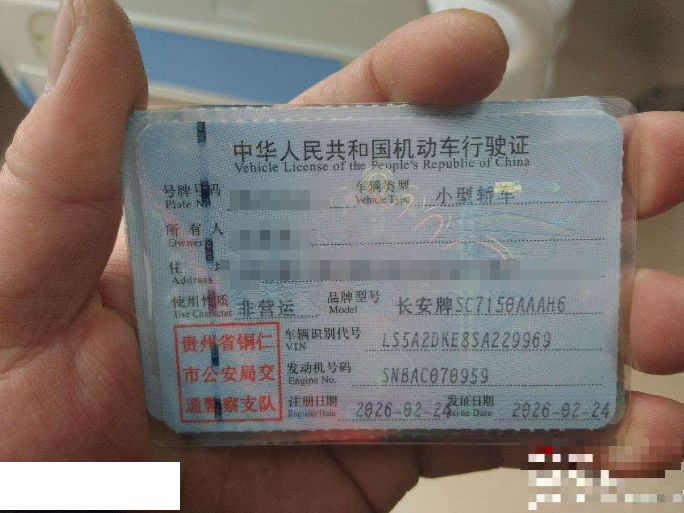 中华人民共和国机动车行驶证
Vehicle License of the People's Republic of China
号牌号码 Plate No. 车辆类型 Vehicle Type 小型轿车
所有人 Owner
住址 Address
使用性质 Use Character 非营运 品牌型号 Model 长安牌SC7150AAAH6
贵州省铜仁
市公安局交
通警察支队
车辆识别代号 VIN LS5A2DKE8SA229969
发动机号码 Engine No. SNBAC070959
注册日期 Register Date 2026-02-24 发证日期 Issue Date 2026-02-24